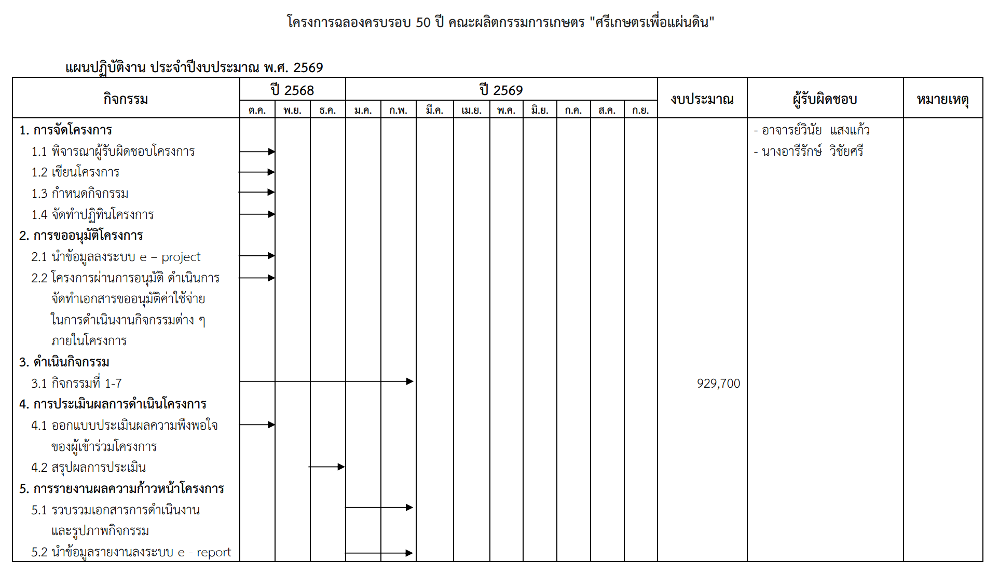 โครงการฉลองครบรอบ 50 ปี คณะผลิตกรรมการเกษตร "ศรีเกษตรเพื่อแผ่นดิน"
แผนปฏิบัติงาน ประจำปีงบประมาณ พ.ศ. 2569
กิจกรรม ปี 2568 ปี 2569 งบประมาณ ผู้รับผิดชอบ หมายเหตุ
ต.ค. พ.ย. ธ.ค. ม.ค. ก.พ. มี.ค. เม.ย. พ.ค. มิ.ย. ก.ค. ส.ค. ก.ย.
1. การจัดโครงการ - อาจารย์วินัย แสงแก้ว
1.1 พิจารณาผู้รับผิดชอบโครงการ - นางอารีรักษ์ วิชัยศรี
1.2 เขียนโครงการ
1.3 กำหนดกิจกรรม
1.4 จัดทำปฏิทินโครงการ
2. การขออนุมัติโครงการ
2.1 นำข้อมูลลงระบบ e – project
2.2 โครงการผ่านการอนุมัติ ดำเนินการ
จัดทำเอกสารขออนุมัติค่าใช้จ่าย
ในการดำเนินงานกิจกรรมต่าง ๆ
ภายในโครงการ
3. ดำเนินกิจกรรม
3.1 กิจกรรมที่ 1-7 929,700
4. การประเมินผลการดำเนินโครงการ
4.1 ออกแบบประเมินผลความพึงพอใจ
ของผู้เข้าร่วมโครงการ
4.2 สรุปผลการประเมิน
5. การรายงานผลความก้าวหน้าโครงการ
5.1 รวบรวมเอกสารการดำเนินงาน
และรูปภาพกิจกรรม
5.2 นำข้อมูลรายงานลงระบบ e - report